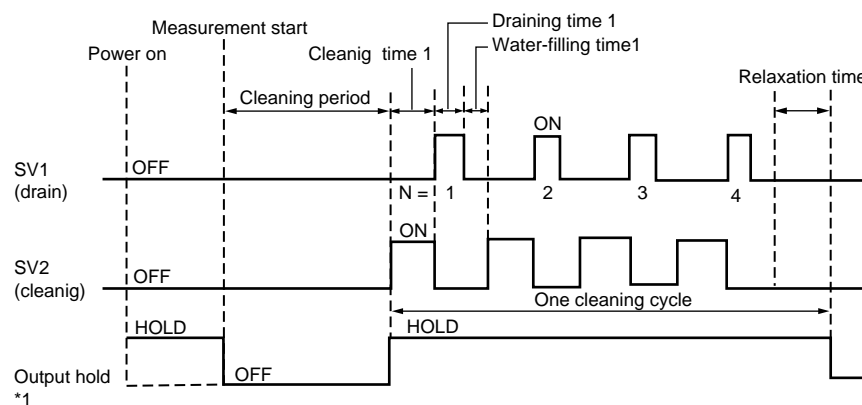 Draining time 1
Measurement start
Water-filling time1
Power on
Cleanig time 1
Relaxation time
Cleaning period
ON
SV1
(drain)
OFF
N = 1 2 3 4
ON
SV2
(cleanig)
OFF
One cleaning cycle
HOLD
HOLD
Output hold
*1
OFF